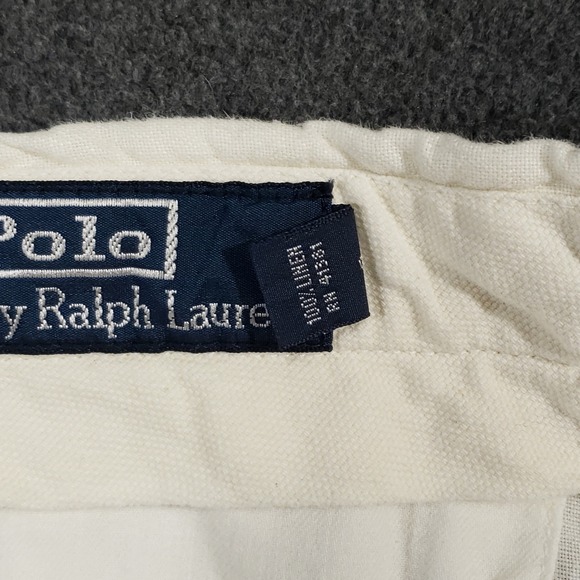 Polo
y Ralph Laure
100% LINEN
RN 41381